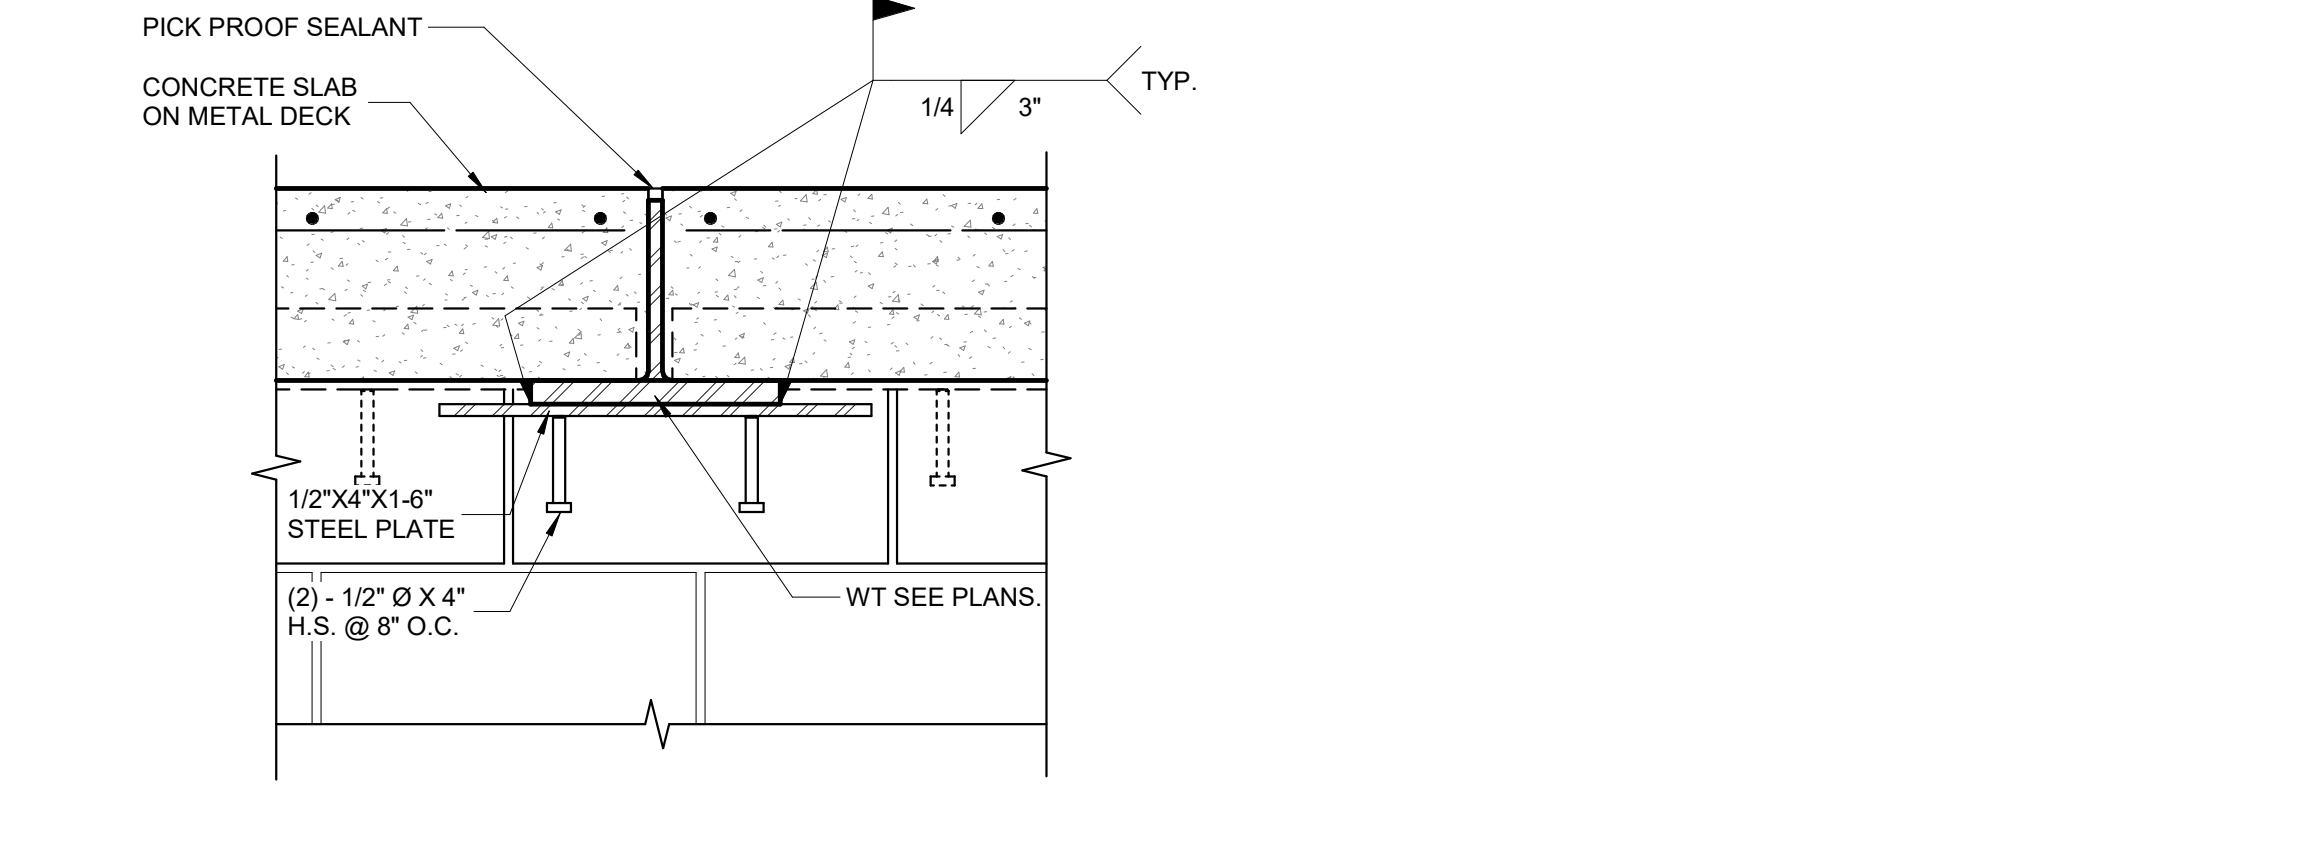 PICK PROOF SEALANT
CONCRETE SLAB
ON METAL DECK
TYP.
1/4
3"
1/2"X4"X1-6"
STEEL PLATE
(2) - 1/2" Ø X 4"
H.S. @ 8" O.C.
WT SEE PLANS.